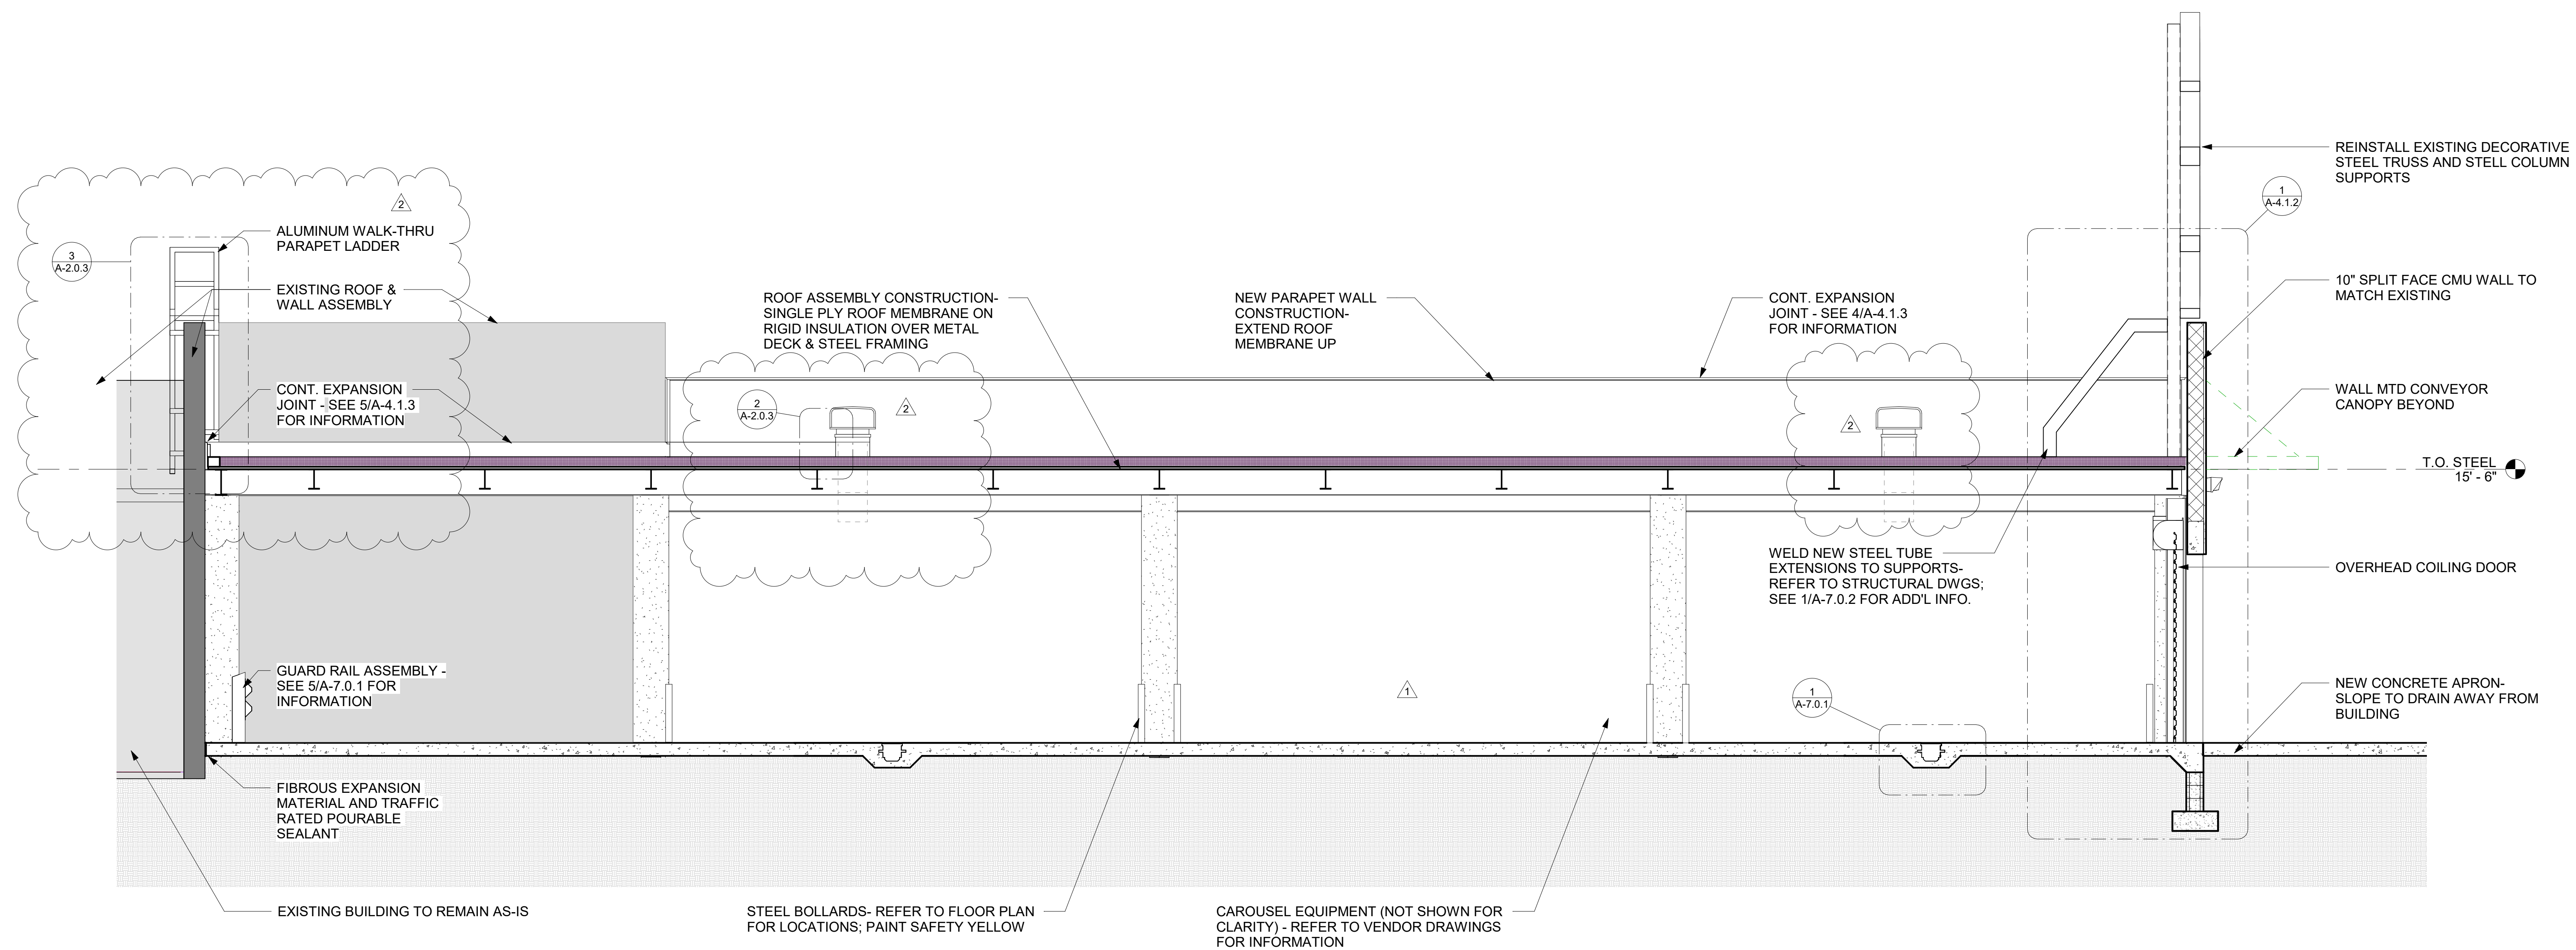 REINSTALL EXISTING DECORATIVE
STEEL TRUSS AND STELL COLUMN
SUPPORTS
1
A-4.1.2
2
ALUMINUM WALK-THRU
PARAPET LADDER
3
A-2.0.3
EXISTING ROOF &
WALL ASSEMBLY
ROOF ASSEMBLY CONSTRUCTION-
SINGLE PLY ROOF MEMBRANE ON
RIGID INSULATION OVER METAL
DECK & STEEL FRAMING
NEW PARAPET WALL
CONSTRUCTION-
EXTEND ROOF
MEMBRANE UP
CONT. EXPANSION
JOINT - SEE 4/A-4.1.3
FOR INFORMATION
10" SPLIT FACE CMU WALL TO
MATCH EXISTING
CONT. EXPANSION
JOINT - SEE 5/A-4.1.3
FOR INFORMATION
2
A-2.0.3
2
2
WALL MTD CONVEYOR
CANOPY BEYOND
T.O. STEEL
15' - 6"
WELD NEW STEEL TUBE
EXTENSIONS TO SUPPORTS-
REFER TO STRUCTURAL DWGS;
SEE 1/A-7.0.2 FOR ADD'L INFO.
OVERHEAD COILING DOOR
GUARD RAIL ASSEMBLY -
SEE 5/A-7.0.1 FOR
INFORMATION
1
1
A-7.0.1
NEW CONCRETE APRON-
SLOPE TO DRAIN AWAY FROM
BUILDING
FIBROUS EXPANSION
MATERIAL AND TRAFFIC
RATED POURABLE
SEALANT
EXISTING BUILDING TO REMAIN AS-IS
STEEL BOLLARDS- REFER TO FLOOR PLAN
FOR LOCATIONS; PAINT SAFETY YELLOW
CAROUSEL EQUIPMENT (NOT SHOWN FOR
CLARITY) - REFER TO VENDOR DRAWINGS
FOR INFORMATION